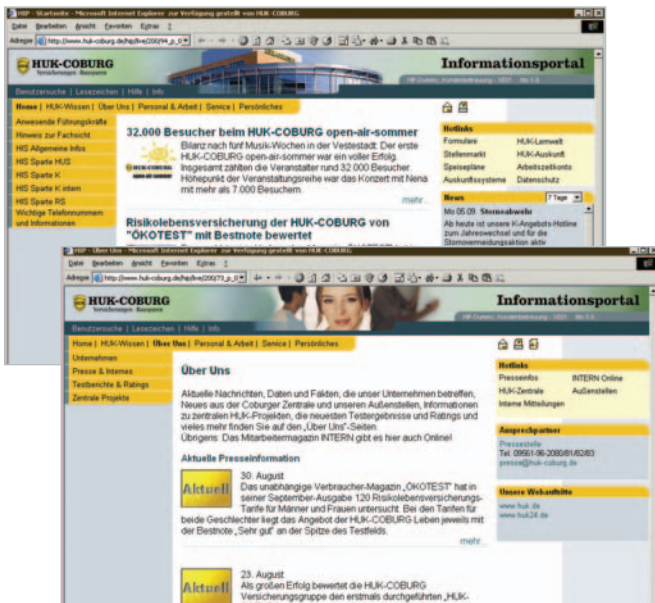 HIP - Startseite - Microsoft Internet Explorer zur Verfügung gestellt von HUK-COBURG
Datei Bearbeiten Ansicht Favoriten Extras ?
Adresse
HUK-COBURG
Versicherungen · Bausparen
Informationsportal
Benutzersuche | Lesezeichen | Hilfe | Info
Home | HUK-Wissen | Über Uns | Personal & Arbeit | Service | Persönliches
Anwesende Führungskräfte
Hinweis zur Fachsicht
HIS Allgemeine Infos
HIS Sparte HUS
HIS Sparte K
HIS Sparte K intern
HIS Sparte RS
Wichtige Telefonnummern
und Informationen
32.000 Besucher beim HUK-COBURG open-air-sommer
Bilanz nach fünf Musik-Wochen in der Vestestadt: Der erste
HUK-COBURG open-air-sommer war ein voller Erfolg.
Insgesamt zählten die Veranstalter rund 32 000 Besucher.
Höhepunkt der Veranstaltungsreihe war das Konzert mit Nena
mit mehr als 7 000 Besuchern.
mehr...
Risikolebensversicherung der HUK-COBURG von
"ÖKOTEST" mit Bestnote bewertet
Hotlinks
Formulare HUK-Lernwelt
Stellenmarkt HUK-Auskunft
Speisepläne Arbeitszeitkonto
Auskunftssysteme Datenschutz
News 7 Tage
Mo 05.09. Stornoabwehr
Ab heute ist unsere K-Angebots-Hotline
zum Jahreswechsel und für die
Stornovermeidungsaktion aktiv
HIP - Über Uns - Microsoft Internet Explorer zur Verfügung gestellt von HUK-COBURG
Datei Bearbeiten Ansicht Favoriten Extras ?
Adresse
HUK-COBURG
Versicherungen · Bausparen
Informationsportal
Benutzersuche | Lesezeichen | Hilfe | Info
Home | HUK-Wissen | Über Uns | Personal & Arbeit | Service | Persönliches
Unternehmen
Presse & Internes
Testberichte & Ratings
Zentrale Projekte
Über Uns
Aktuelle Nachrichten, Daten und Fakten, die unser Unternehmen betreffen,
Neues aus der Coburger Zentrale und unseren Außenstellen, Informationen
zu zentralen HUK-Projekten, die neuesten Testergebnisse und Ratings und
vieles mehr finden Sie auf den „Über Uns"-Seiten.
Übrigens: Das Mitarbeitermagazin INTERN gibt es hier auch Online!
Aktuelle Presseinformation
Aktuell
30. August
Das unabhängige Verbraucher-Magazin „ÖKOTEST" hat in
seiner September-Ausgabe 120 Risikolebensversicherungs-
Tarife für Männer und Frauen untersucht. Bei den Tarifen für
beide Geschlechter liegt das Angebot der HUK-COBURG Leben jeweils mit
der Bestnote „Sehr gut" an der Spitze des Testfelds.
mehr...
Aktuell
23. August
Als großen Erfolg bewertet die HUK-COBURG
Versicherungsgruppe den erstmals durchgeführten „HUK-
Hotlinks
Presseinfos INTERN Online
HUK-Zentrale Außenstellen
Interne Mitteilungen
Ansprechpartner
Pressestelle
Tel. 09561-96-2080/81/82/83
presse@huk-coburg.de
Unsere Webauftritte
www.huk.de
www.huk24.de